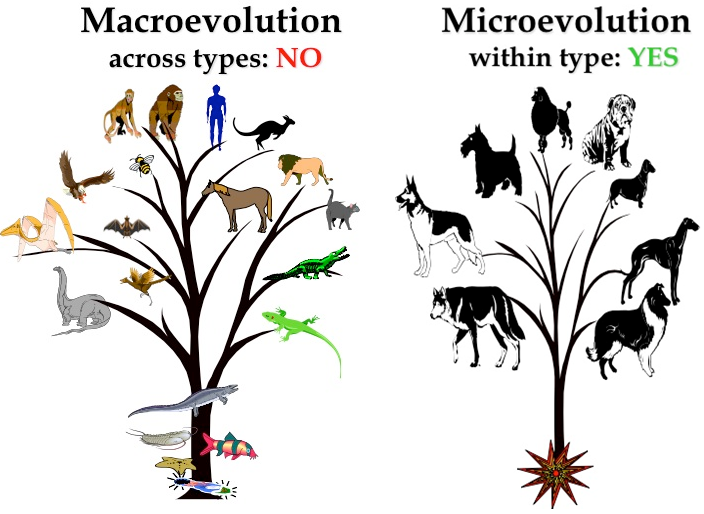 Macroevolution
across types: NO
Microevolution
within type: YES